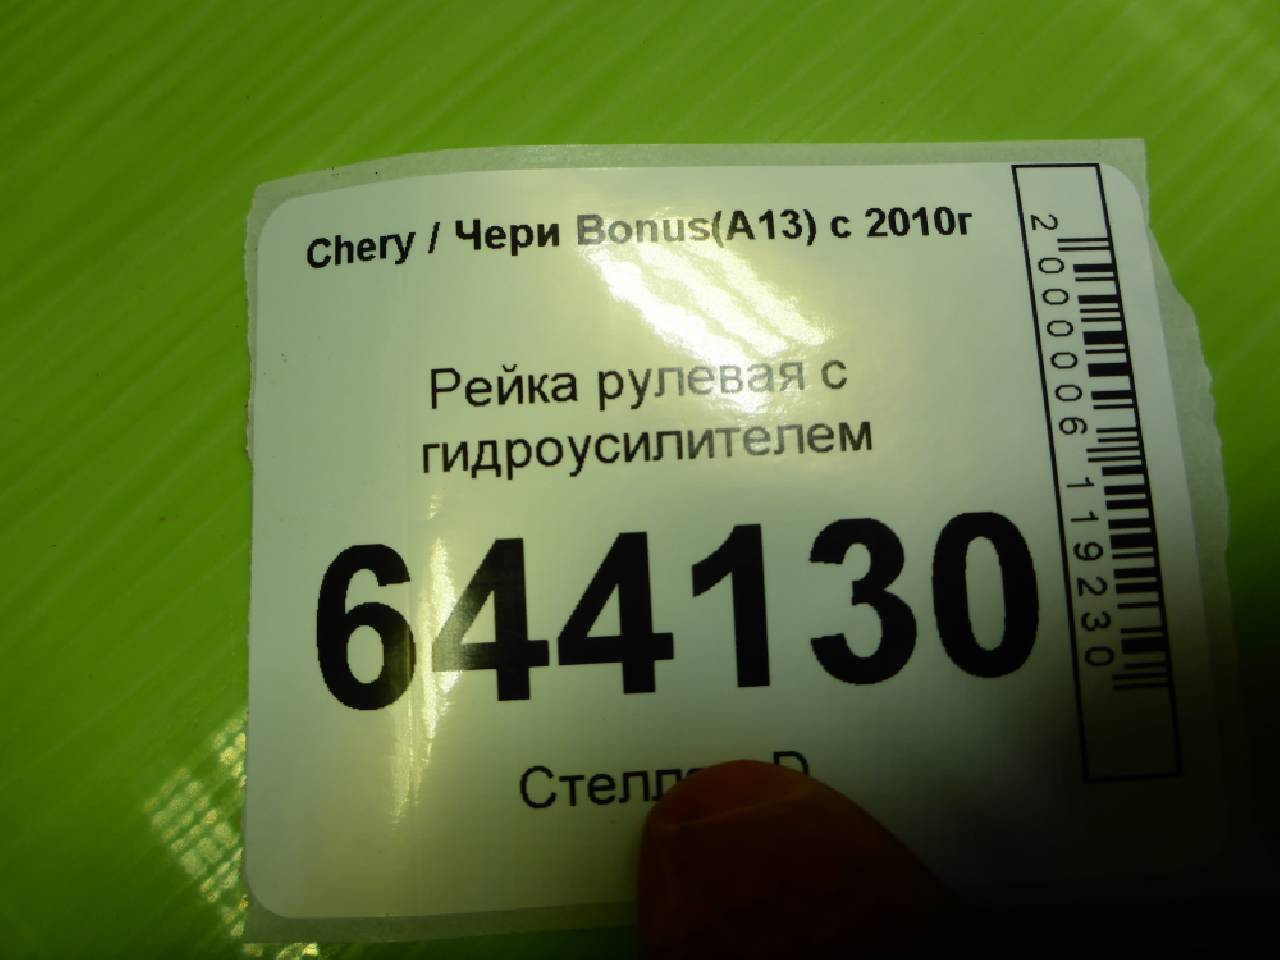 Chery / Чери Bonus(A13) с 2010г
Рейка рулевая с
гидроусилителем
644130
D
2000006119230